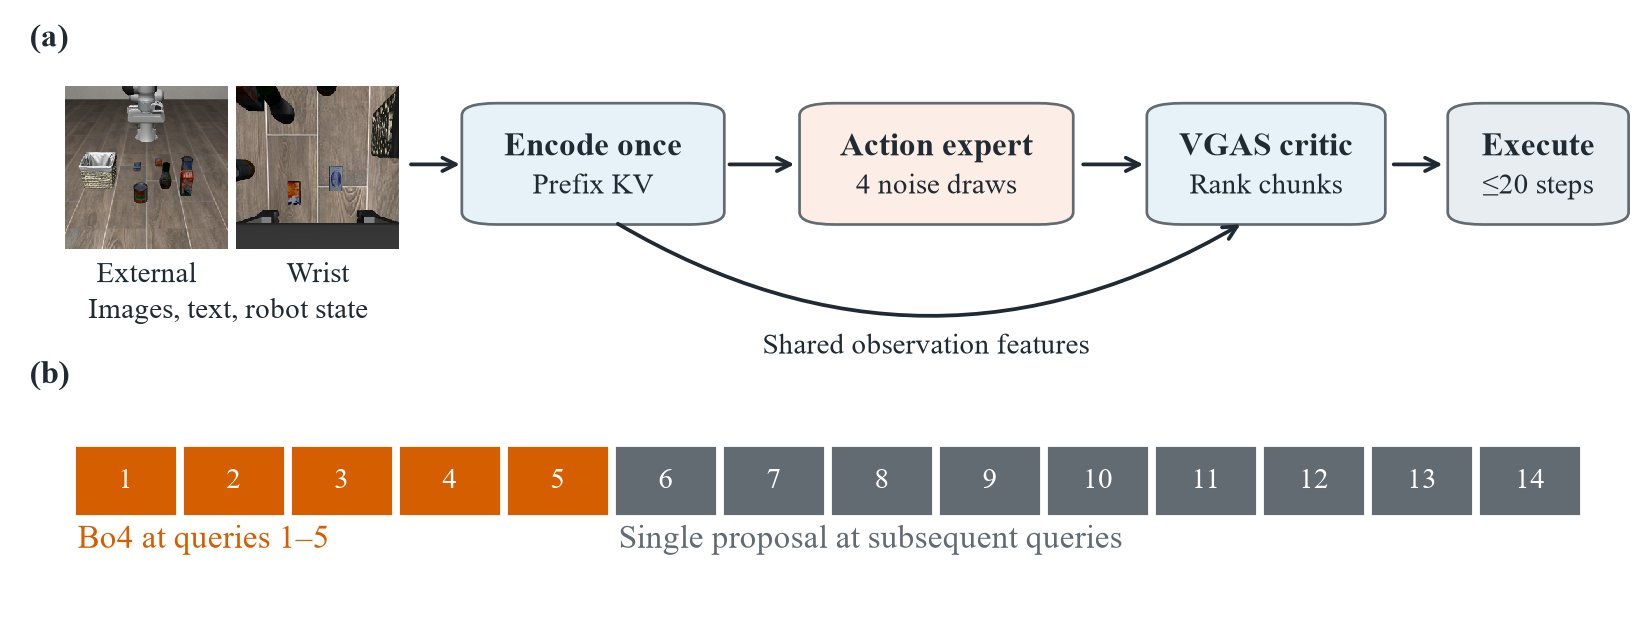 (a)
Encode once
Prefix KV
Action expert
4 noise draws
VGAS critic
Rank chunks
Execute
≤20 steps
External Wrist
Images, text, robot state
Shared observation features
(b)
1 2 3 4 5 6 7 8 9 10 11 12 13 14
Bo4 at queries 1–5
Single proposal at subsequent queries